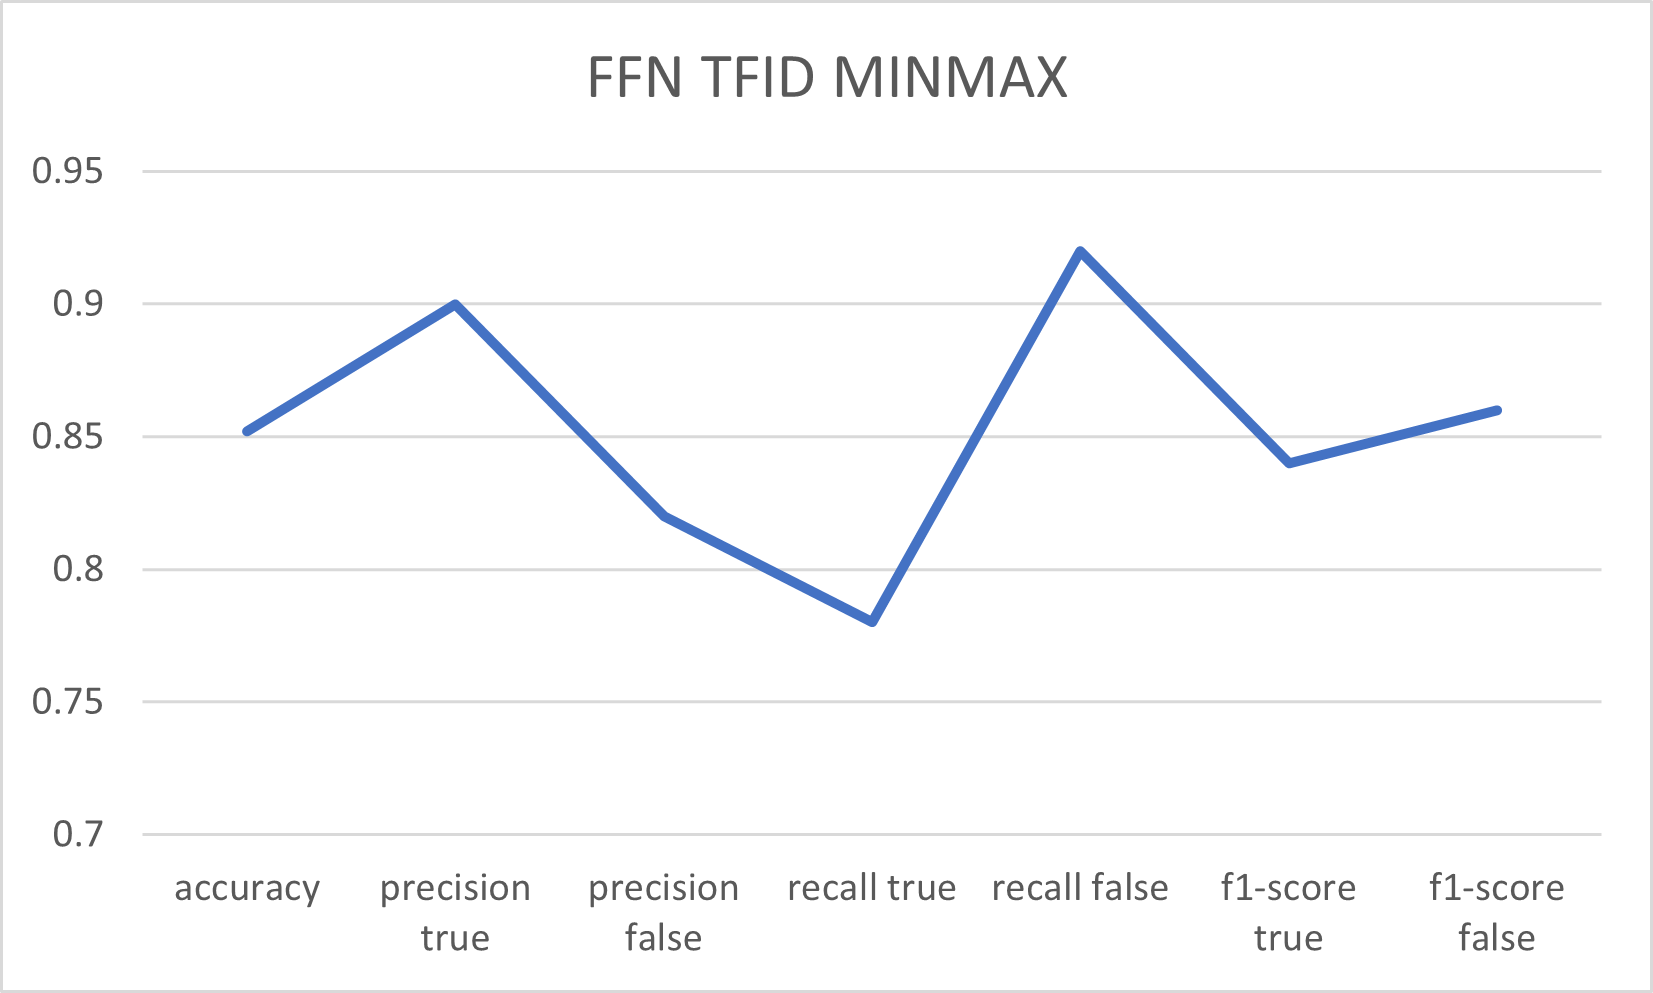 FFN TFID MINMAX
0.95
0.9
0.85
0.8
0.75
0.7
accuracy
precision
true
precision
false
recall true
recall false
f1-score
true
f1-score
false